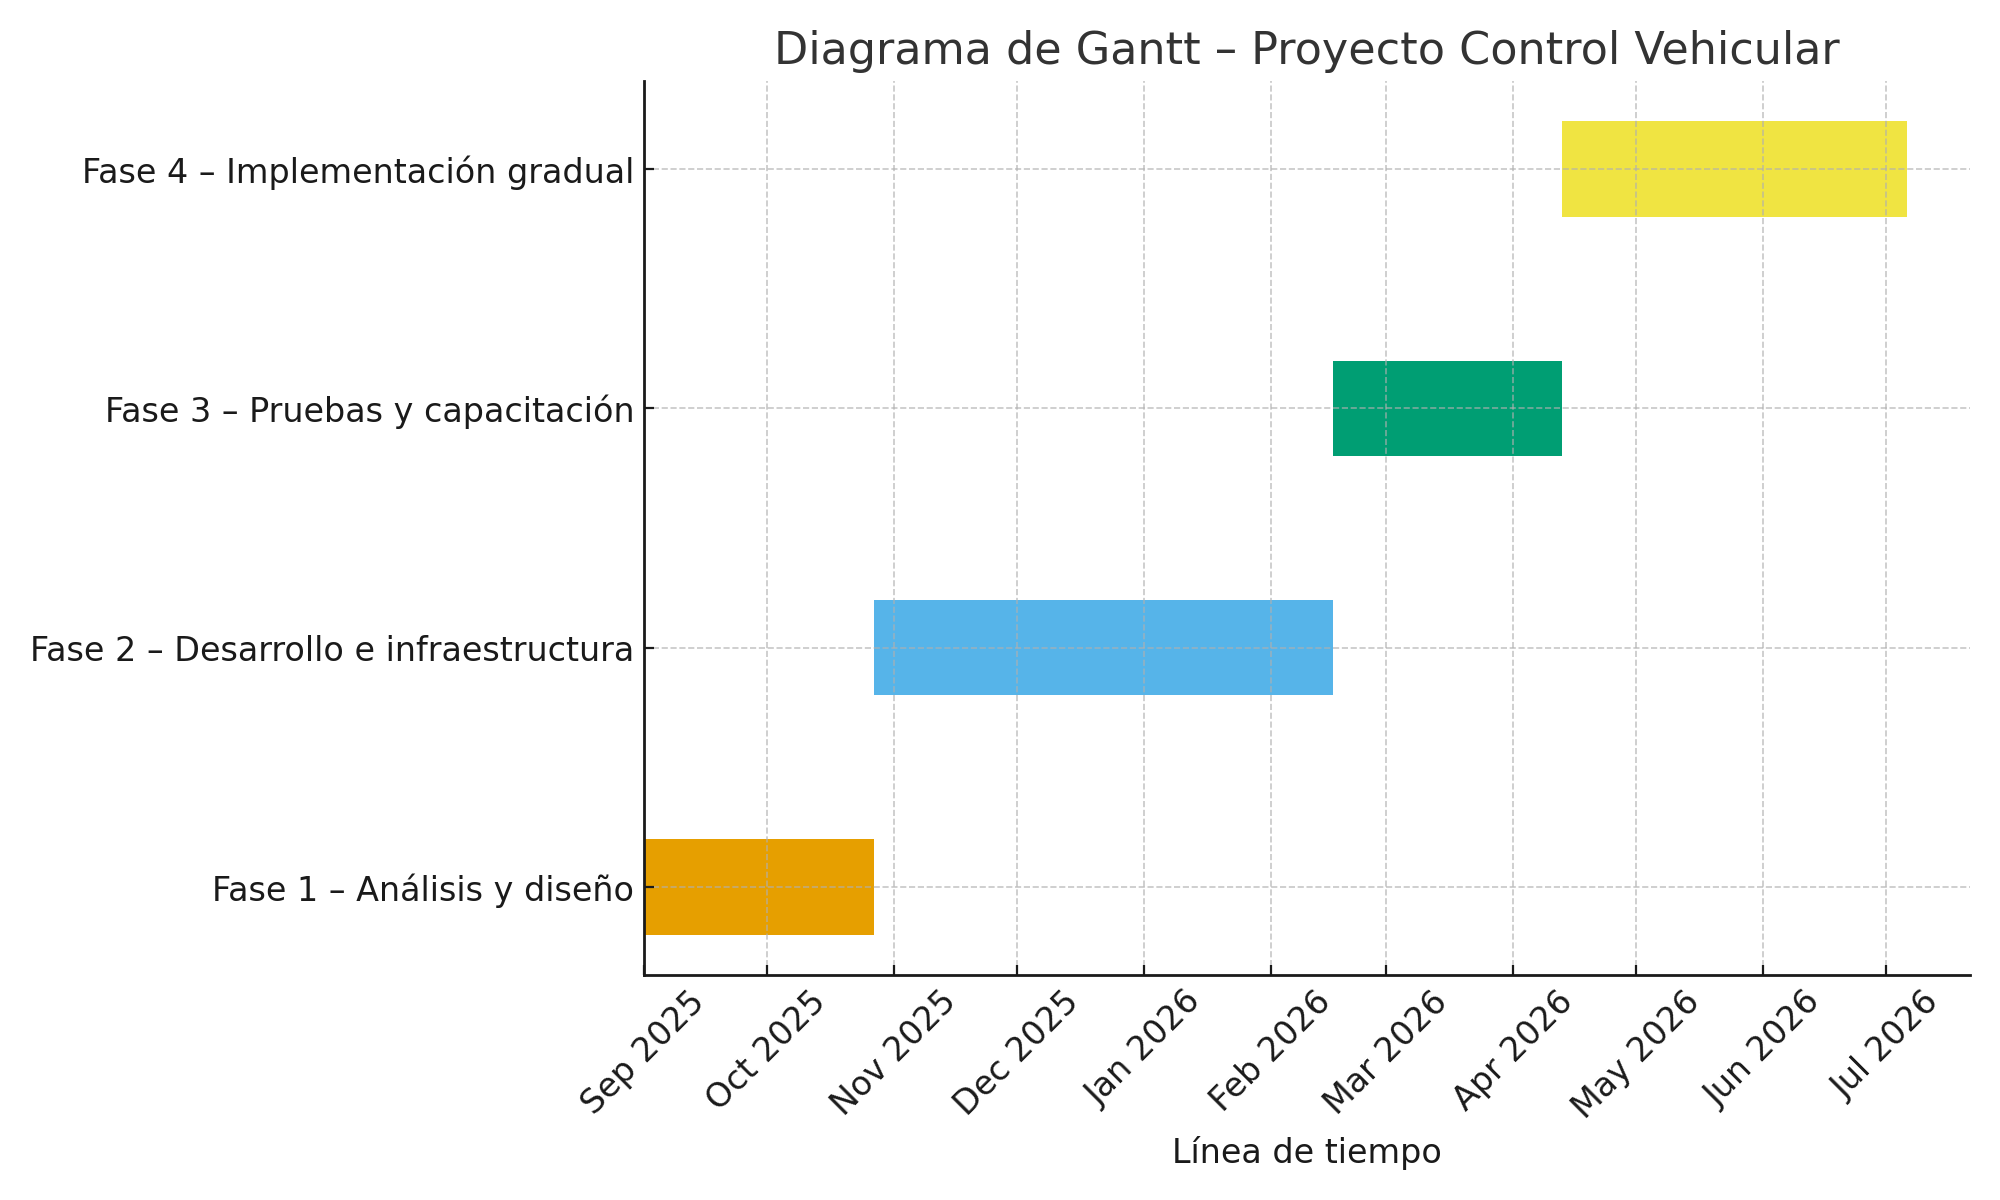 Diagrama de Gantt – Proyecto Control Vehicular
Fase 4 – Implementación gradual
Fase 3 – Pruebas y capacitación
Fase 2 – Desarrollo e infraestructura
Fase 1 – Análisis y diseño
Sep 2025
Oct 2025
Nov 2025
Dec 2025
Jan 2026
Feb 2026
Mar 2026
Apr 2026
May 2026
Jun 2026
Jul 2026
Línea de tiempo